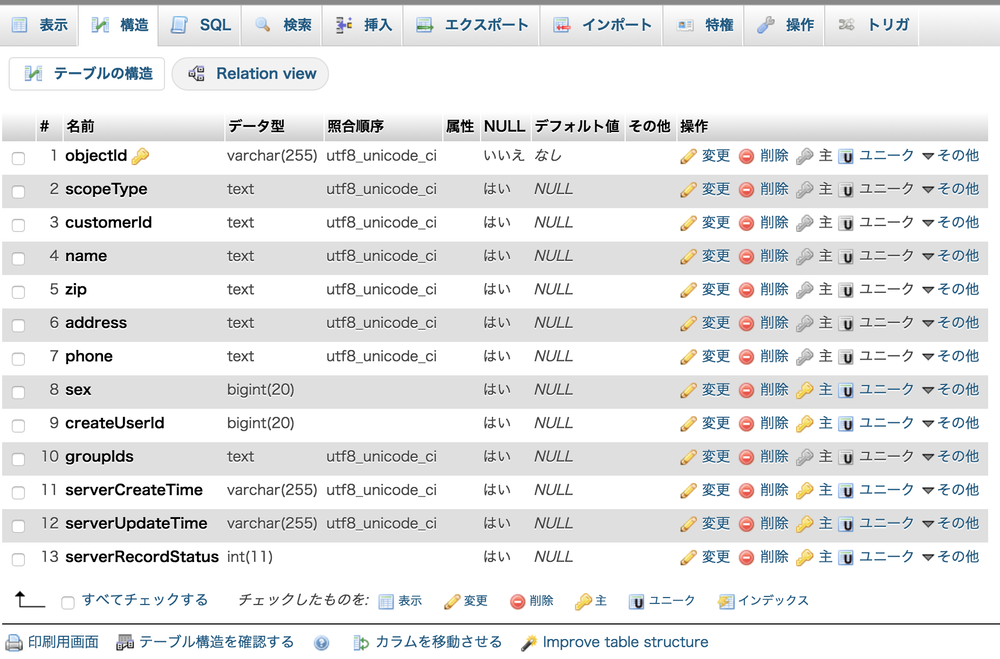 表示 構造 SQL 検索 挿入 エクスポート インポート 特権 操作 トリガ
テーブルの構造 Relation view
# 名前 データ型 照合順序 属性 NULL デフォルト値 その他 操作
1 objectId varchar(255) utf8_unicode_ci いいえ なし 変更 削除 主 U ユニーク その他
2 scopeType text utf8_unicode_ci はい NULL 変更 削除 主 U ユニーク その他
3 customerId text utf8_unicode_ci はい NULL 変更 削除 主 U ユニーク その他
4 name text utf8_unicode_ci はい NULL 変更 削除 主 U ユニーク その他
5 zip text utf8_unicode_ci はい NULL 変更 削除 主 U ユニーク その他
6 address text utf8_unicode_ci はい NULL 変更 削除 主 U ユニーク その他
7 phone text utf8_unicode_ci はい NULL 変更 削除 主 U ユニーク その他
8 sex bigint(20) はい NULL 変更 削除 主 U ユニーク その他
9 createUserId bigint(20) はい NULL 変更 削除 主 U ユニーク その他
10 groupIds text utf8_unicode_ci はい NULL 変更 削除 主 U ユニーク その他
11 serverCreateTime varchar(255) utf8_unicode_ci はい NULL 変更 削除 主 U ユニーク その他
12 serverUpdateTime varchar(255) utf8_unicode_ci はい NULL 変更 削除 主 U ユニーク その他
13 serverRecordStatus int(11) はい NULL 変更 削除 主 U ユニーク その他
すべてチェックする チェックしたものを: 表示 変更 削除 主 U ユニーク インデックス
印刷用画面 テーブル構造を確認する ? カラムを移動させる Improve table structure